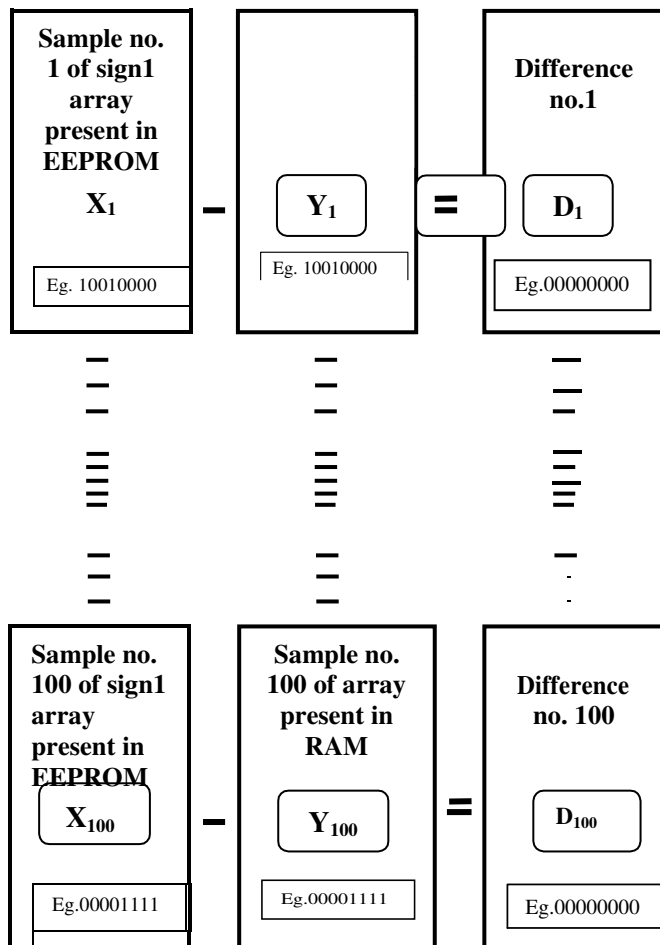 Sample no.
1 of sign1
array
present in
EEPROM
X1
Eg. 10010000
–
Y1
Eg. 10010000
=
Difference
no.1
D1
Eg.00000000
Sample no.
100 of sign1
array
present in
EEPROM
X100
Eg.00001111
–
Sample no.
100 of array
present in
RAM
Y100
Eg.00001111
=
Difference
no. 100
D100
Eg.00000000